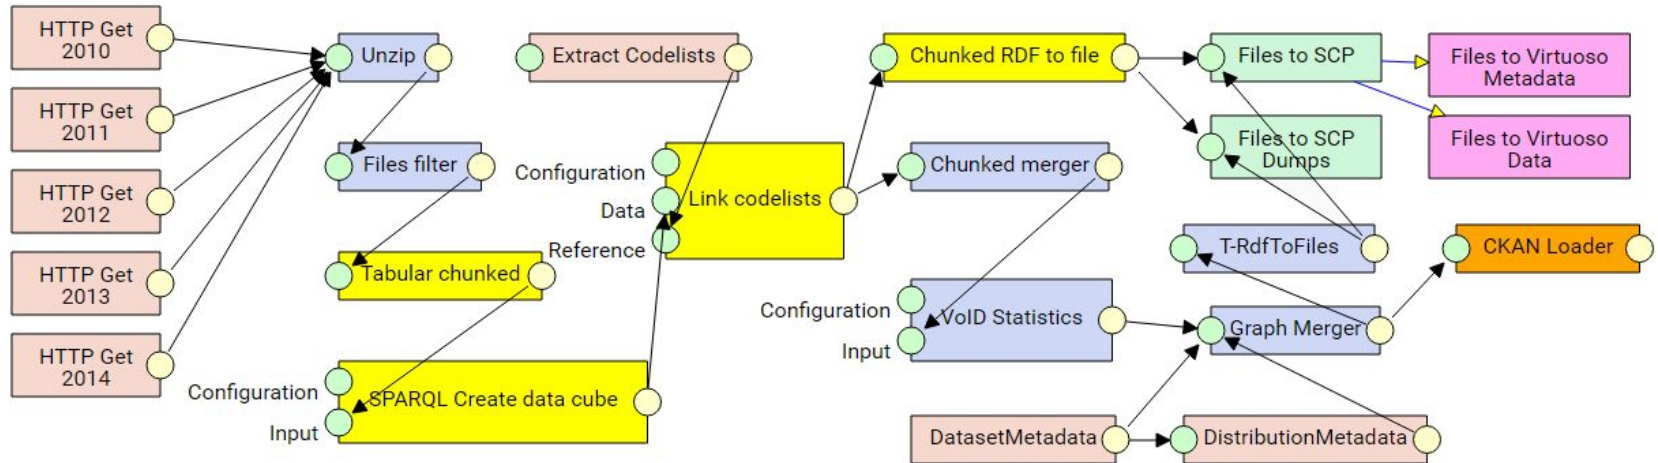 HTTP Get
2010
HTTP Get
2011
HTTP Get
2012
HTTP Get
2013
HTTP Get
2014
Unzip
Files filter
Tabular chunked
Configuration
SPARQL Create data cube
Input
Extract Codelists
Configuration
Data
Link codelists
Reference
Chunked RDF to file
Chunked merger
Configuration
VoID Statistics
Input
DatasetMetadata
Files to SCP
Files to SCP
Dumps
T-RdfToFiles
Graph Merger
DistributionMetadata
Files to Virtuoso
Metadata
Files to Virtuoso
Data
CKAN Loader